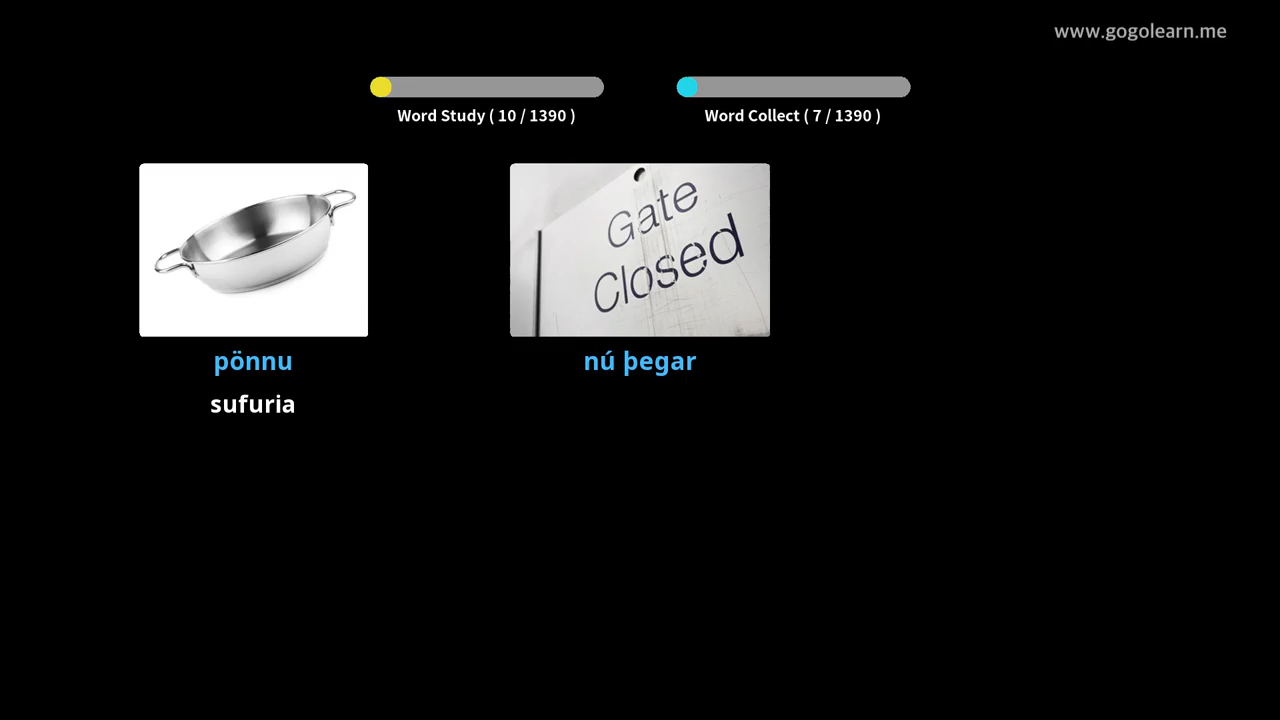 www.gogolearn.me
Word Study ( 10 / 1390 )
Word Collect ( 7 / 1390 )
Gate
Closed
pönnu
nú þegar
sufuria